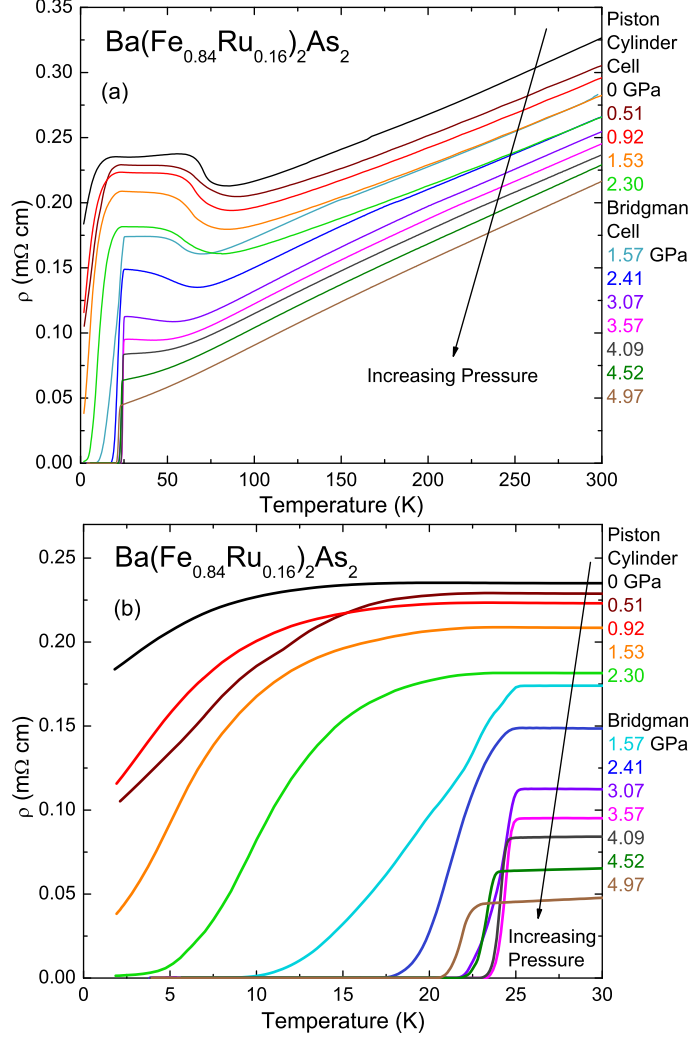 Ba(Fe0.84Ru0.16)2As2
(a)
ρ (mΩ cm)
0.35
0.30
0.25
0.20
0.15
0.10
0.05
0.00
0 50 100 150 200 250 300
Temperature (K)
Increasing Pressure
Piston
Cylinder
Cell
0 GPa
0.51
0.92
1.53
2.30
Bridgman
Cell
1.57 GPa
2.41
3.07
3.57
4.09
4.52
4.97
Ba(Fe0.84Ru0.16)2As2
(b)
ρ (mΩ cm)
0.25
0.20
0.15
0.10
0.05
0.00
0 5 10 15 20 25 30
Temperature (K)
Increasing
Pressure
Piston
Cylinder
0 GPa
0.51
0.92
1.53
2.30
Bridgman
1.57 GPa
2.41
3.07
3.57
4.09
4.52
4.97